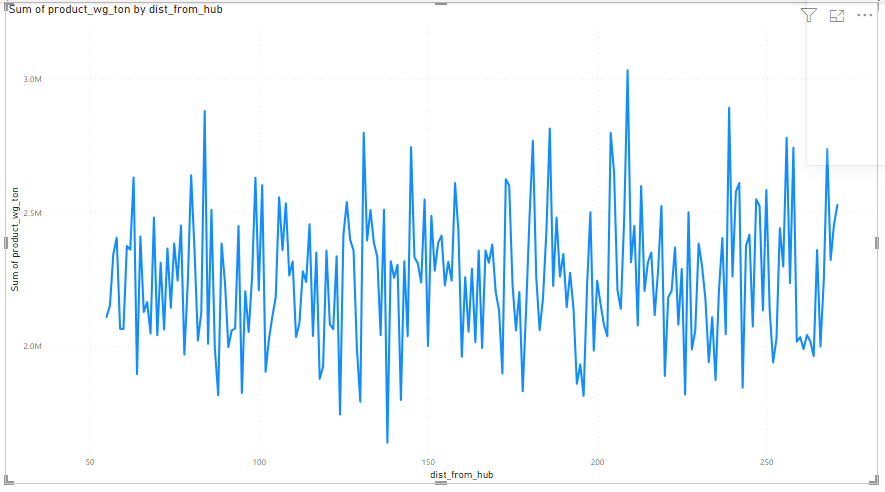 Sum of product_wg_ton by dist_from_hub
3.0M
2.5M
2.0M
Sum of product_wg_ton
50 100 150 200 250
dist_from_hub